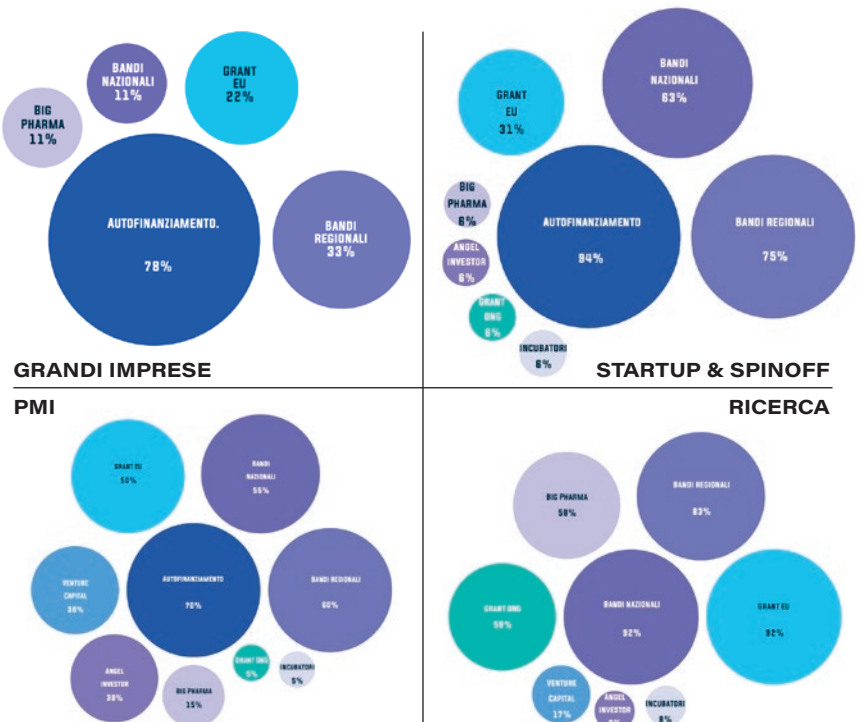 BANDI
NAZIONALI
11%
GRANT
EU
22%
BIG
PHARMA
11%
AUTOFINANZIAMENTO.
78%
BANDI
REGIONALI
33%
GRANDI IMPRESE
BANDI
NAZIONALI
63%
GRANT
EU
31%
BIG
PHARMA
6%
AUTOFINANZIAMENTO
94%
BANDI REGIONALI
75%
ANGEL
INVESTOR
6%
GRANT
ONG
6%
INCUBATORI
6%
STARTUP & SPINOFF
PMI
GRANT EU
50%
BANDI
NAZIONALI
55%
VENTURE
CAPITAL
30%
AUTOFINANZIAMENTO
70%
BANDI REGIONALI
60%
ANGEL
INVESTOR
30%
BIG PHARMA
15%
GRANT ONG
5%
INCUBATORI
5%
RICERCA
BIG PHARMA
58%
BANDI REGIONALI
83%
GRANT ONG
58%
BANDI NAZIONALI
92%
GRANT EU
92%
VENTURE
CAPITAL
17%
ANGEL
INVESTOR
INCUBATORI
8%